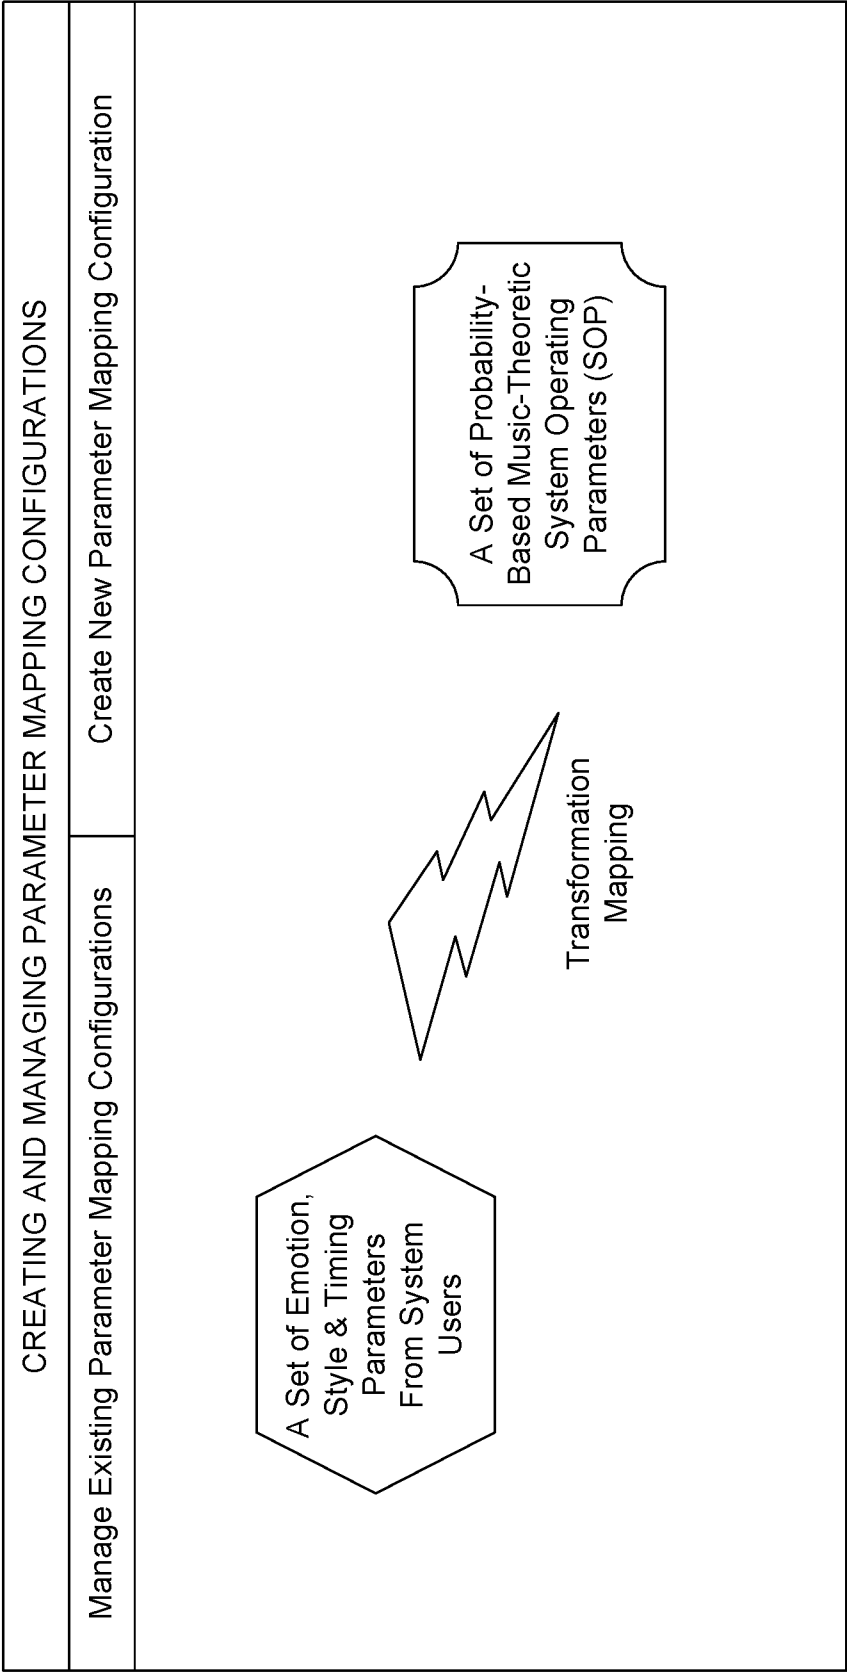 CREATING AND MANAGING PARAMETER MAPPING CONFIGURATIONS
Manage Existing Parameter Mapping Configurations
Create New Parameter Mapping Configuration
A Set of Emotion,
Style & Timing
Parameters
From System
Users
Transformation
Mapping
A Set of Probability-
Based Music-Theoretic
System Operating
Parameters (SOP)